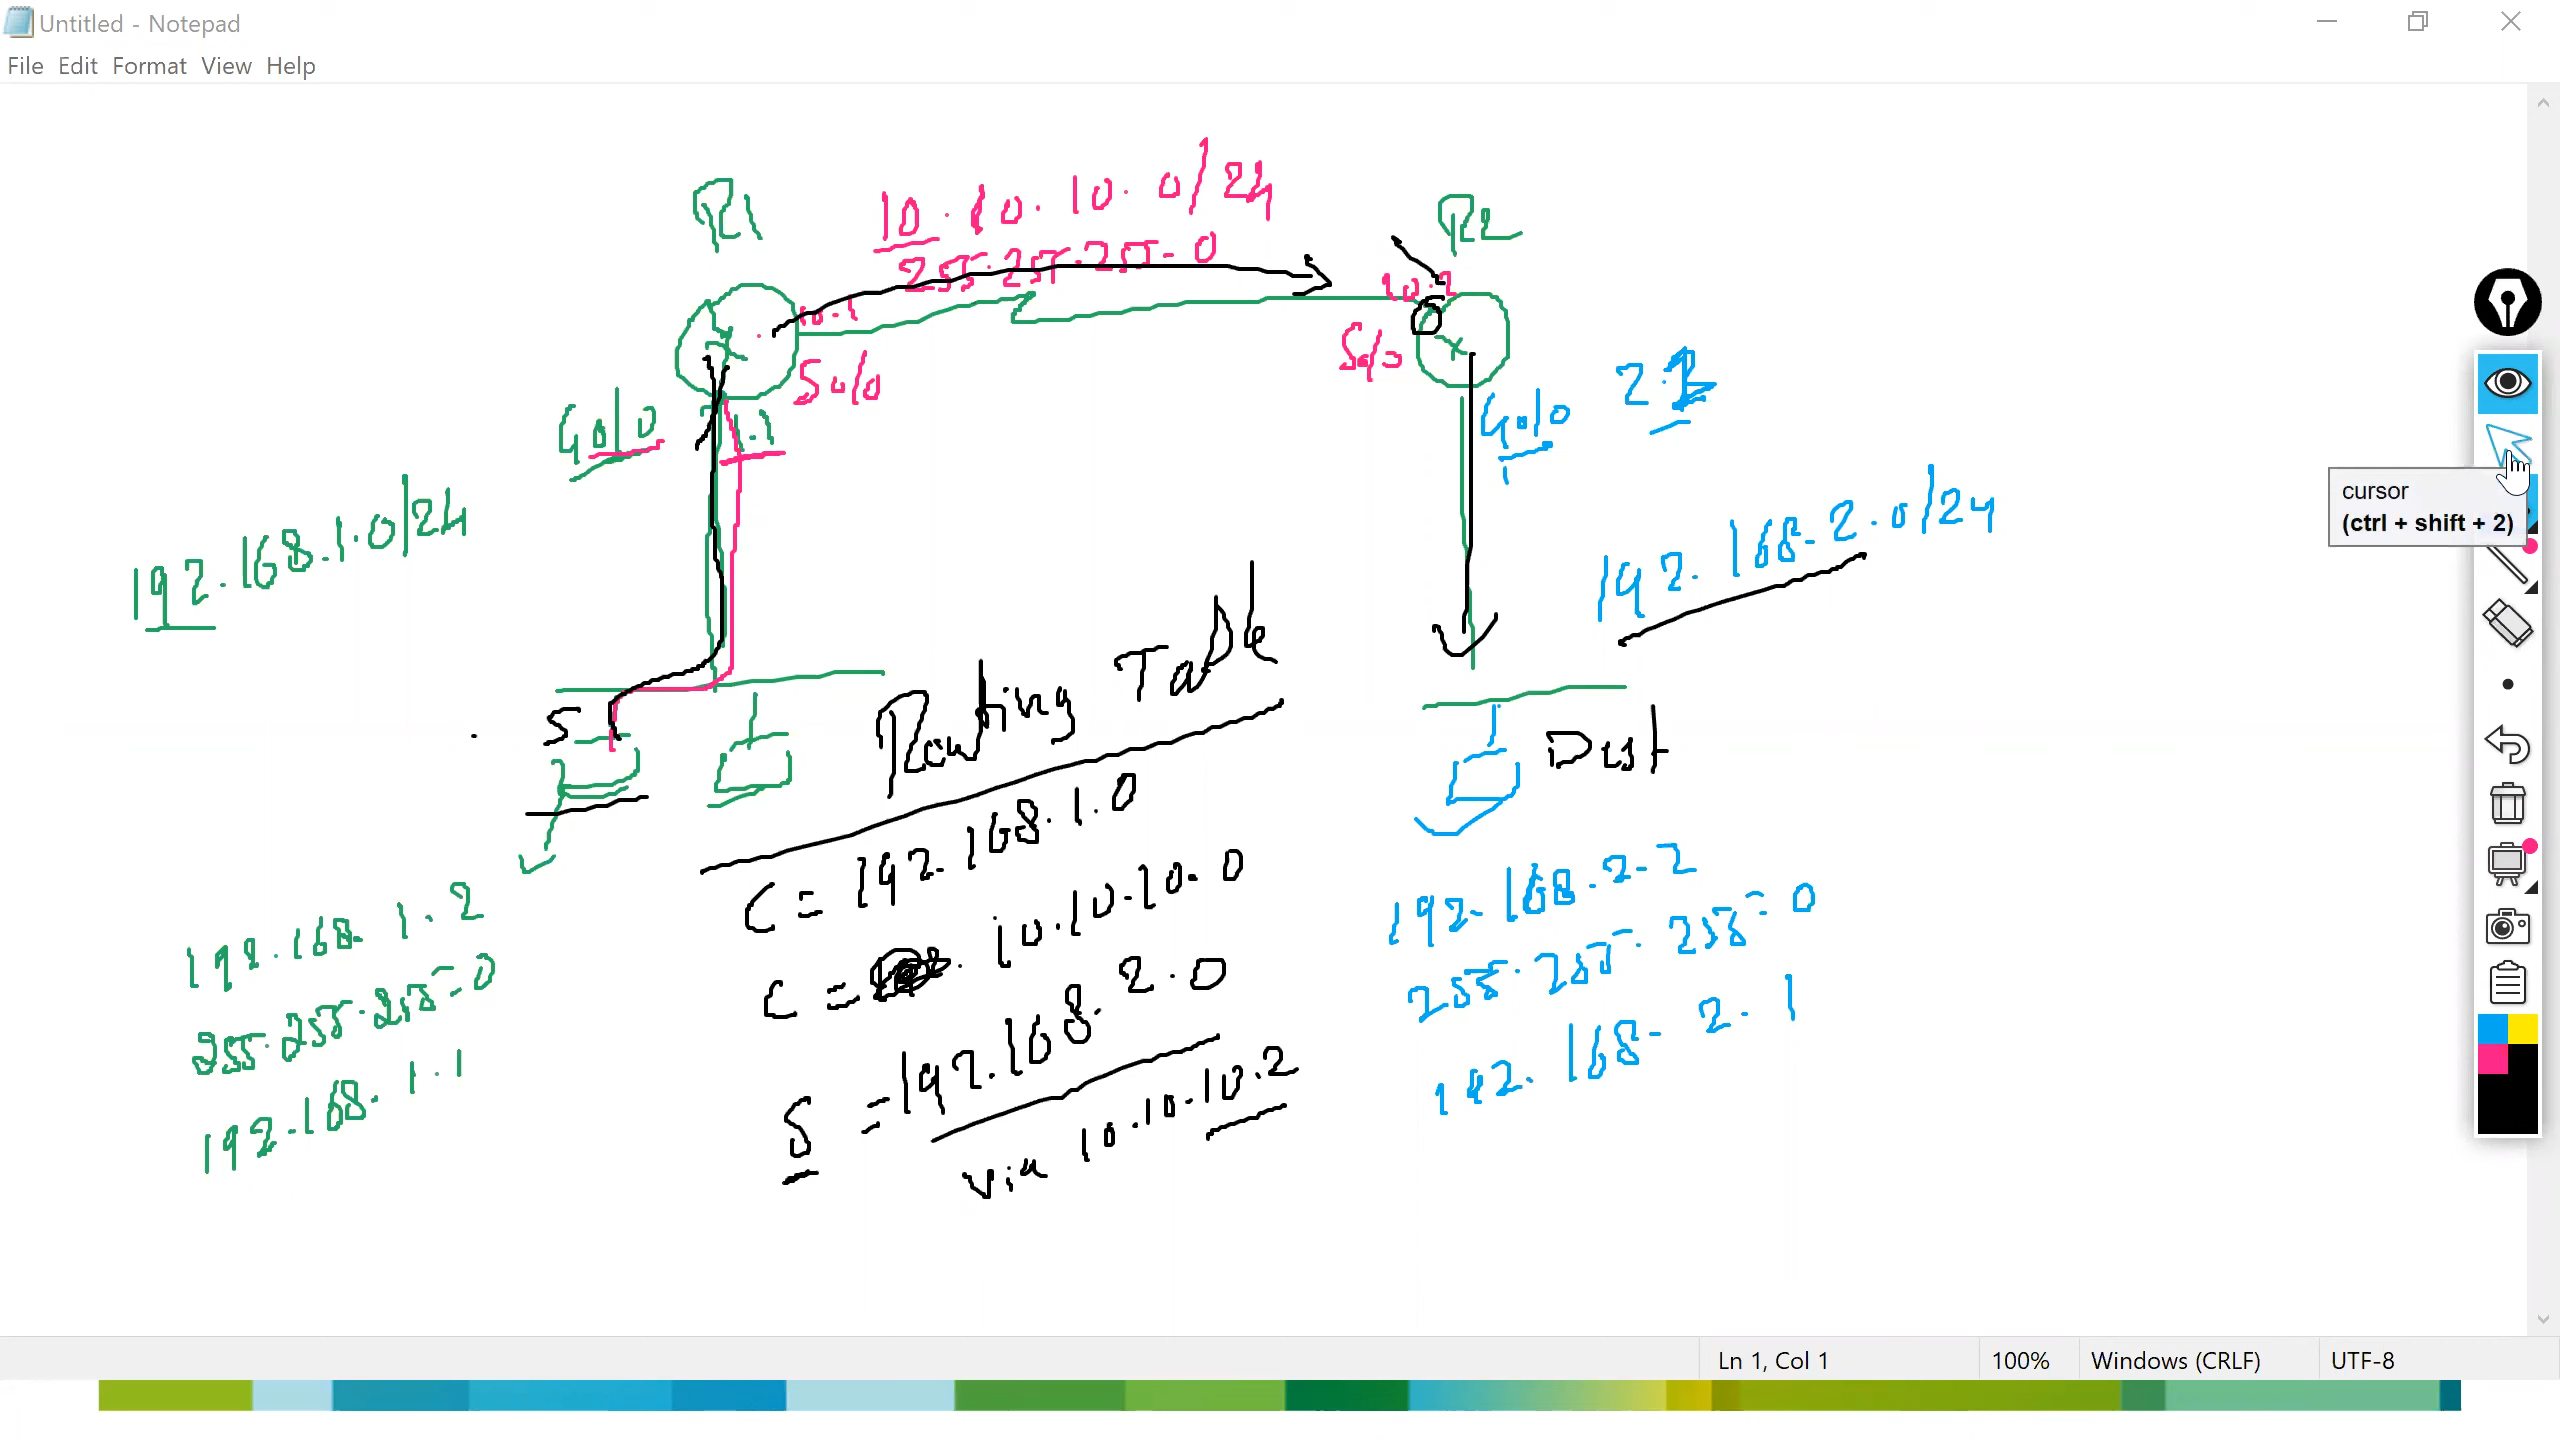 Untitled - Notepad
File Edit Format View Help
R1
10.10.10.0/24
255.255.255.0
R2
10.1
S0/0
10.2
S0/0
G0/0
1.1
G0/0
2.1
192.168.1.0/24
192.168.2.0/24
cursor
(ctrl + shift + 2)
S
Routing Table
Dest
C = 192.168.1.0
C = 10.10.10.0
S = 192.168.2.0
via 10.10.10.2
192.168.1.2
255.255.255.0
192.168.1.1
192.168.2.2
255.255.255.0
192.168.2.1
Ln 1, Col 1
100%
Windows (CRLF)
UTF-8